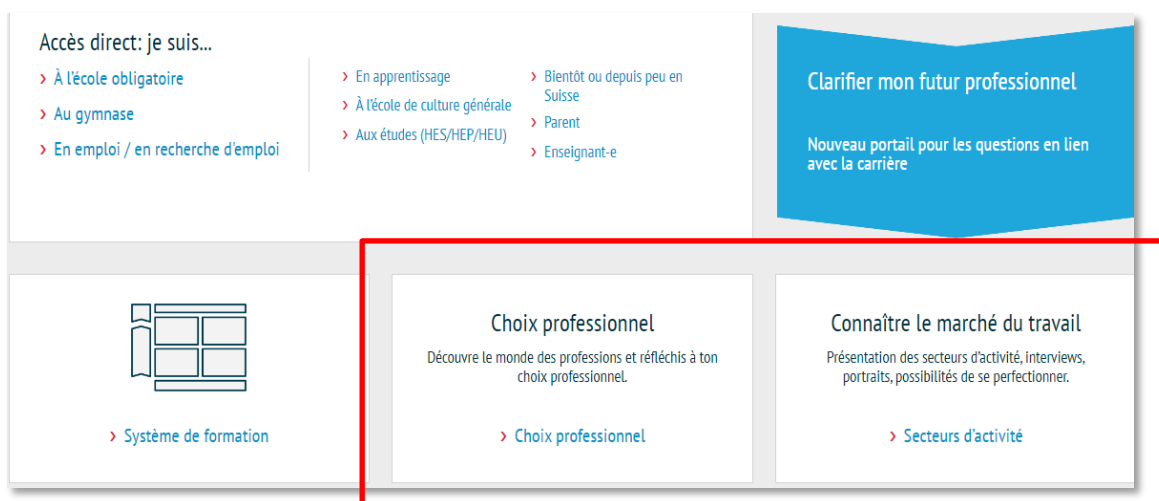 Accès direct: je suis...
À l'école obligatoire
Au gymnase
En emploi / en recherche d'emploi
En apprentissage
À l'école de culture générale
Aux études (HES/HEP/HEU)
Bientôt ou depuis peu en
Suisse
Parent
Enseignant-e
Clarifier mon futur professionnel
Nouveau portail pour les questions en lien
avec la carrière
Système de formation
Choix professionnel
Découvre le monde des professions et réfléchis à ton
choix professionnel.
Choix professionnel
Connaître le marché du travail
Présentation des secteurs d'activité, interviews,
portraits, possibilités de se perfectionner.
Secteurs d'activité